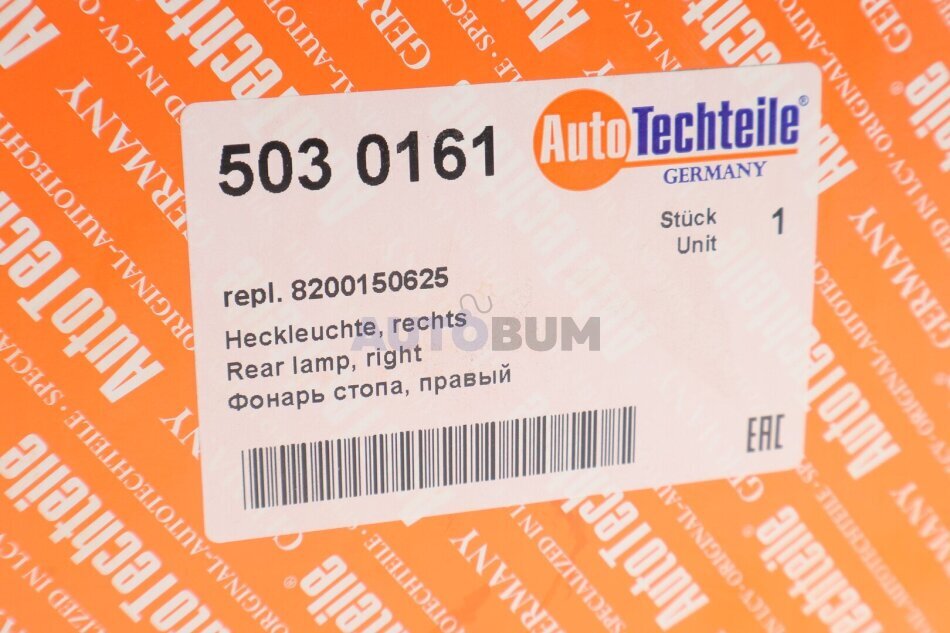 503 0161
AutoTechteile®
GERMANY
Stück 1
Unit
repl. 8200150625
Heckleuchte, rechts
Rear lamp, right
Фонарь стопа, правый
AUTOBUM
EAC